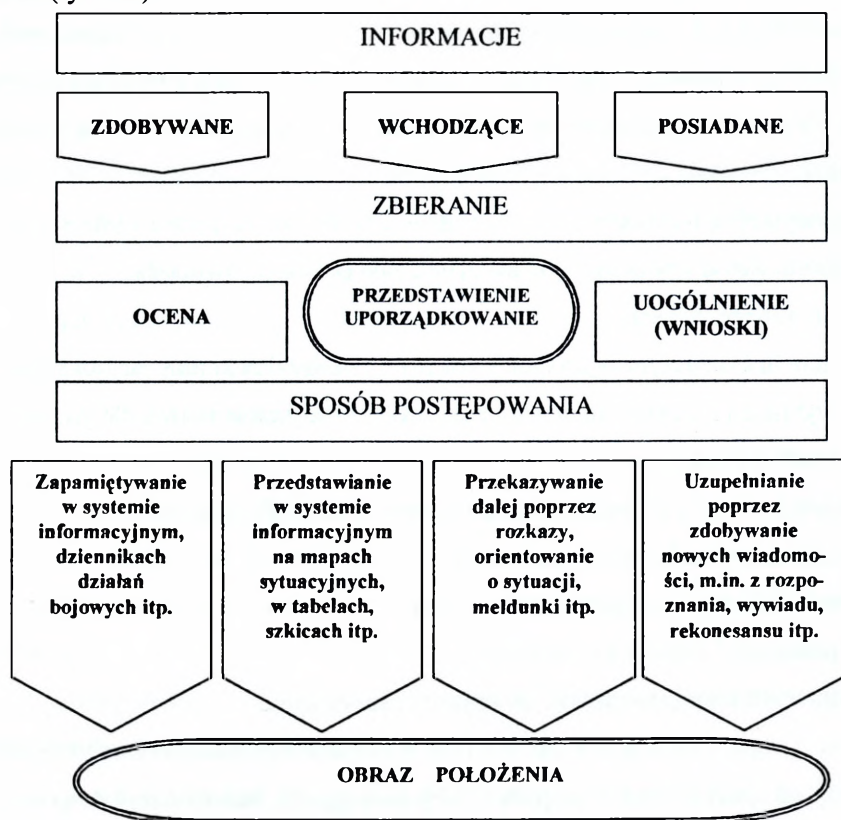 INFORMACJE
ZDOBYWANE
WCHODZĄCE
POSIADANE
ZBIERANIE
OCENA
PRZEDSTAWIENIE
UPORZĄDKOWANIE
UOGÓLNIENIE
(WNIOSKI)
SPOSÓB POSTĘPOWANIA
Zapamiętywanie
w systemie
informacyjnym,
dziennikach
działań
bojowych itp.
Przedstawianie
w systemie
informacyjnym
na mapach
sytuacyjnych,
w tabelach,
szkicach itp.
Przekazywanie
dalej poprzez
rozkazy,
orientowanie
o sytuacji,
meldunki itp.
Uzupełnianie
poprzez
zdobywanie
nowych wiadomo-
ści, m.in. z rozpo-
znania, wywiadu,
rekonesansu itp.
OBRAZ POŁOŻENIA